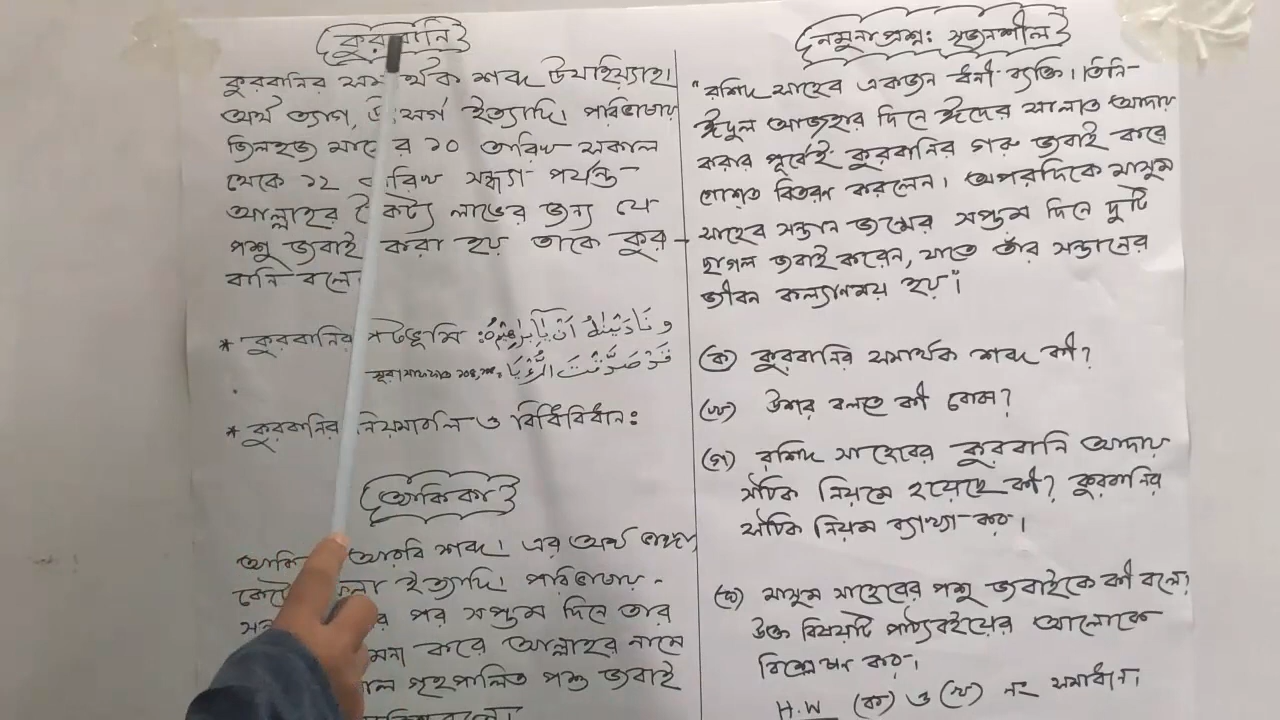 কুরবানি
কুরবানির সমার্থক শব্দ উযহিয়্যাহ।
অর্থ ত্যাগ, উৎসর্গ ইত্যাদি। পরিভাষায়
জিলহজ মাসের ১০ তারিখ সকাল
থেকে ১২ তারিখ সন্ধ্যা পর্যন্ত
আল্লাহর নৈকট্য লাভের জন্য যে
পশু জবাই করা হয় তাকে কুর-
বানি বলে
* কুরবানির পটভূমি :
* কুরবানির নিয়মাবলি ও বিধিবিধান:
আকিকা
আরবি শব্দ। এর অর্থ ভাঙ্গা,
ইত্যাদি। পরিভাষায়
পর সপ্তম দিনে তার
করে আল্লাহর নামে
গৃহপালিত পশু জবাই
নমুনা প্রশ্ন: সৃজনশীল
"রশিদ সাহেব একজন ধনী ব্যক্তি। তিনি
ঈদুল আজহার দিনে ঈদের সালাত আদায়
করার পূর্বেই কুরবানির গরু জবাই করে
গোশত বিতরণ করলেন। অপরদিকে মাসুম
সাহেব সন্তান জন্মের সপ্তম দিনে দুটি
ছাগল জবাই করেন, যাতে তাঁর সন্তানের
জীবন কল্যানময় হয়"।
(ক) কুরবানির সমার্থক শব্দ কী?
(খ) উশর বলতে কী বোঝ?
(গ) রশিদ সাহেবের কুরবানি আদায়
সঠিক নিয়মে হয়েছে কী? কুরবানির
সঠিক নিয়ম ব্যাখ্যা কর।
(ঘ) মাসুম সাহেবের পশু জবাইকে কী বলে?
উক্ত বিষয়টি পাঠ্যবইয়ের আলোকে
বিশ্লেষণ কর।
H.W (ক) ও (খ) নং সমাধান।